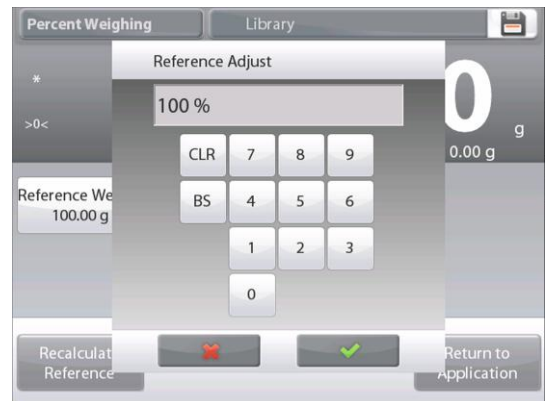 Percent Weighing
Library
Reference Adjust
*
100 %
0
>0<
g
0.00 g
CLR 7 8 9
Reference We
100.00 g
BS 4 5 6
1 2 3
0
Recalculat
Reference
Return to
Application